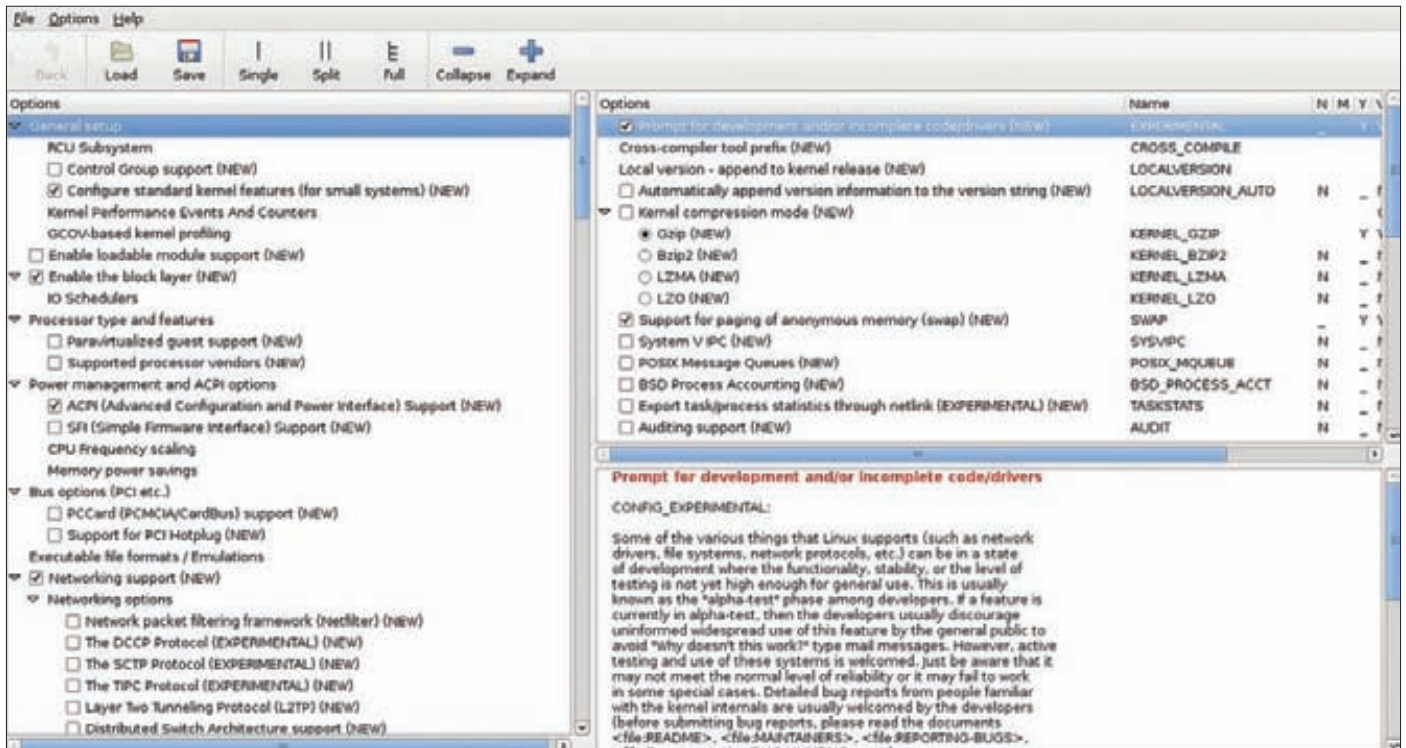 File Options Help
Back Load Save Single Split Full Collapse Expand
Options
General setup
RCU Subsystem
Control Group support (NEW)
Configure standard kernel features (for small systems) (NEW)
Kernel Performance Events And Counters
GCOV-based kernel profiling
Enable loadable module support (NEW)
Enable the block layer (NEW)
IO Schedulers
Processor type and features
Paravirtualized guest support (NEW)
Supported processor vendors (NEW)
Power management and ACPI options
ACPI (Advanced Configuration and Power Interface) Support (NEW)
SFI (Simple Firmware Interface) Support (NEW)
CPU Frequency scaling
Memory power savings
Bus options (PCI etc.)
PCCard (PCMCIA/CardBus) support (NEW)
Support for PCI Hotplug (NEW)
Executable file formats / Emulations
Networking support (NEW)
Networking options
Network packet filtering framework (Netfilter) (NEW)
The DCCP Protocol (EXPERIMENTAL) (NEW)
The SCTP Protocol (EXPERIMENTAL) (NEW)
The TIPC Protocol (EXPERIMENTAL) (NEW)
Layer Two Tunneling Protocol (L2TP) (NEW)
Distributed Switch Architecture support (NEW)
Options Name N M Y
Prompt for development and/or incomplete code/drivers (NEW) EXPERIMENTAL _ Y
Cross-compiler tool prefix (NEW) CROSS_COMPILE
Local version - append to kernel release (NEW) LOCALVERSION
Automatically append version information to the version string (NEW) LOCALVERSION_AUTO N _
Kernel compression mode (NEW)
Gzip (NEW) KERNEL_GZIP Y
Bzip2 (NEW) KERNEL_BZIP2 N _
LZMA (NEW) KERNEL_LZMA N _
LZO (NEW) KERNEL_LZO N _
Support for paging of anonymous memory (swap) (NEW) SWAP _ Y
System V IPC (NEW) SYSVIPC N _
POSIX Message Queues (NEW) POSIX_MQUEUE N _
BSD Process Accounting (NEW) BSD_PROCESS_ACCT N _
Export task/process statistics through netlink (EXPERIMENTAL) (NEW) TASKSTATS N _
Auditing support (NEW) AUDIT N _
Prompt for development and/or incomplete code/drivers
CONFIG_EXPERIMENTAL:
Some of the various things that Linux supports (such as network
drivers, file systems, network protocols, etc.) can be in a state
of development where the functionality, stability, or the level of
testing is not yet high enough for general use. This is usually
known as the "alpha-test" phase among developers. If a feature is
currently in alpha-test, then the developers usually discourage
uninformed widespread use of this feature by the general public to
avoid "Why doesn't this work?" type mail messages. However, active
testing and use of these systems is welcomed. Just be aware that it
may not meet the normal level of reliability or it may fail to work
in some special cases. Detailed bug reports from people familiar
with the kernel internals are usually welcomed by the developers
(before submitting bug reports, please read the documents
<file:README>, <file:MAINTAINERS>, <file:REPORTING-BUGS>,